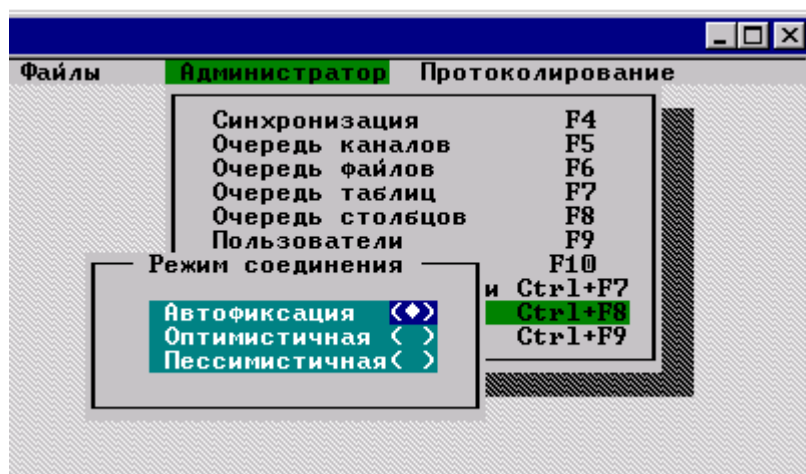 Файлы Администратор Протоколирование
Синхронизация F4
Очередь каналов F5
Очередь файлов F6
Очередь таблиц F7
Очередь столбцов F8
Пользователи F9
F10
и Ctrl+F7
Ctrl+F8
Ctrl+F9
Режим соединения
Автофиксация (♦)
Оптимистичная ( )
Пессимистичная( )